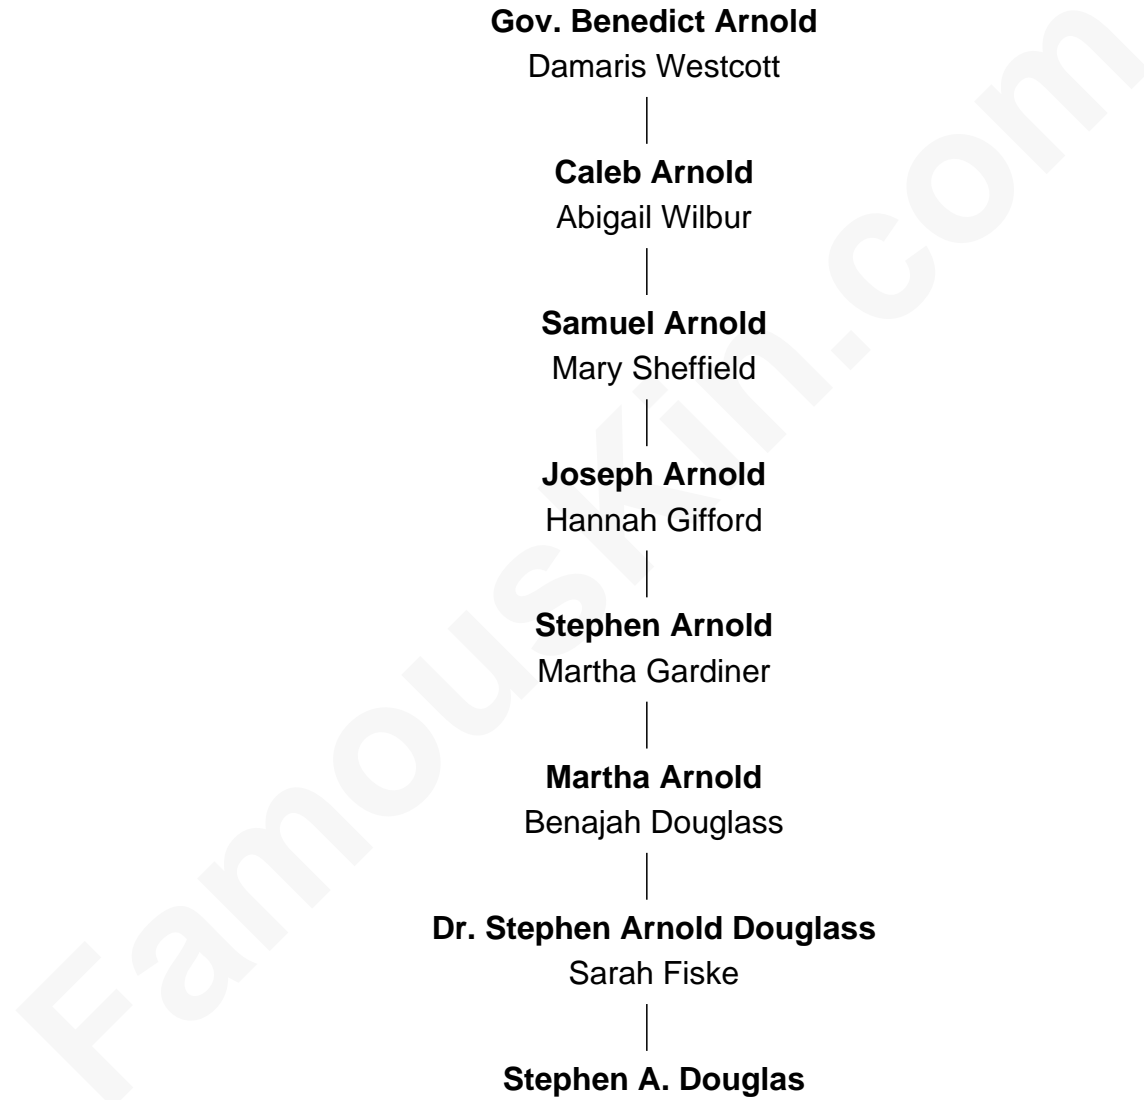 Gov. Benedict Arnold
Damaris Westcott
Caleb Arnold
Abigail Wilbur
Samuel Arnold
Mary Sheffield
Joseph Arnold
Hannah Gifford
Stephen Arnold
Martha Gardiner
Martha Arnold
Benajah Douglass
Dr. Stephen Arnold Douglass
Sarah Fiske
Stephen A. Douglas
FamousKin.com